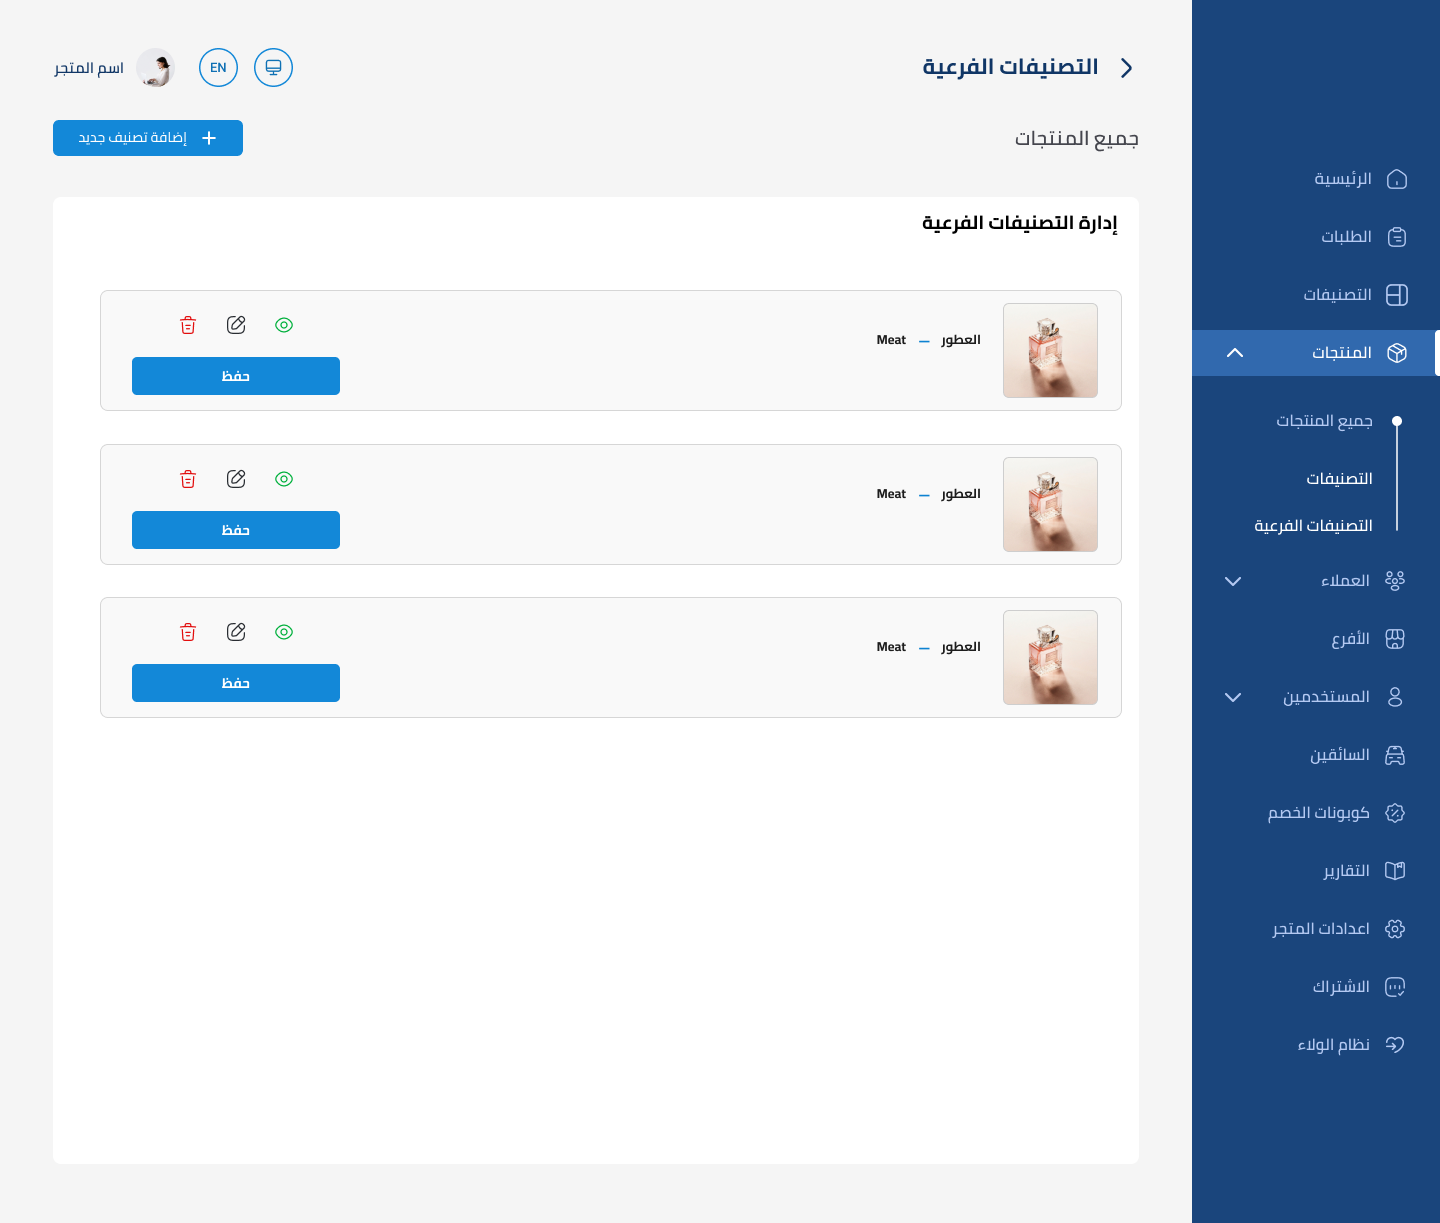 التصنيفات الفرعية
EN
اسم المتجر
جميع المنتجات
إضافة تصنيف جديد
إدارة التصنيفات الفرعية
العطور – Meat
حفظ
العطور – Meat
حفظ
العطور – Meat
حفظ
الرئيسية
الطلبات
التصنيفات
المنتجات
جميع المنتجات
التصنيفات
التصنيفات الفرعية
العملاء
الأفرع
المستخدمين
السائقين
كوبونات الخصم
التقارير
اعدادات المتجر
الاشتراك
نظام الولاء